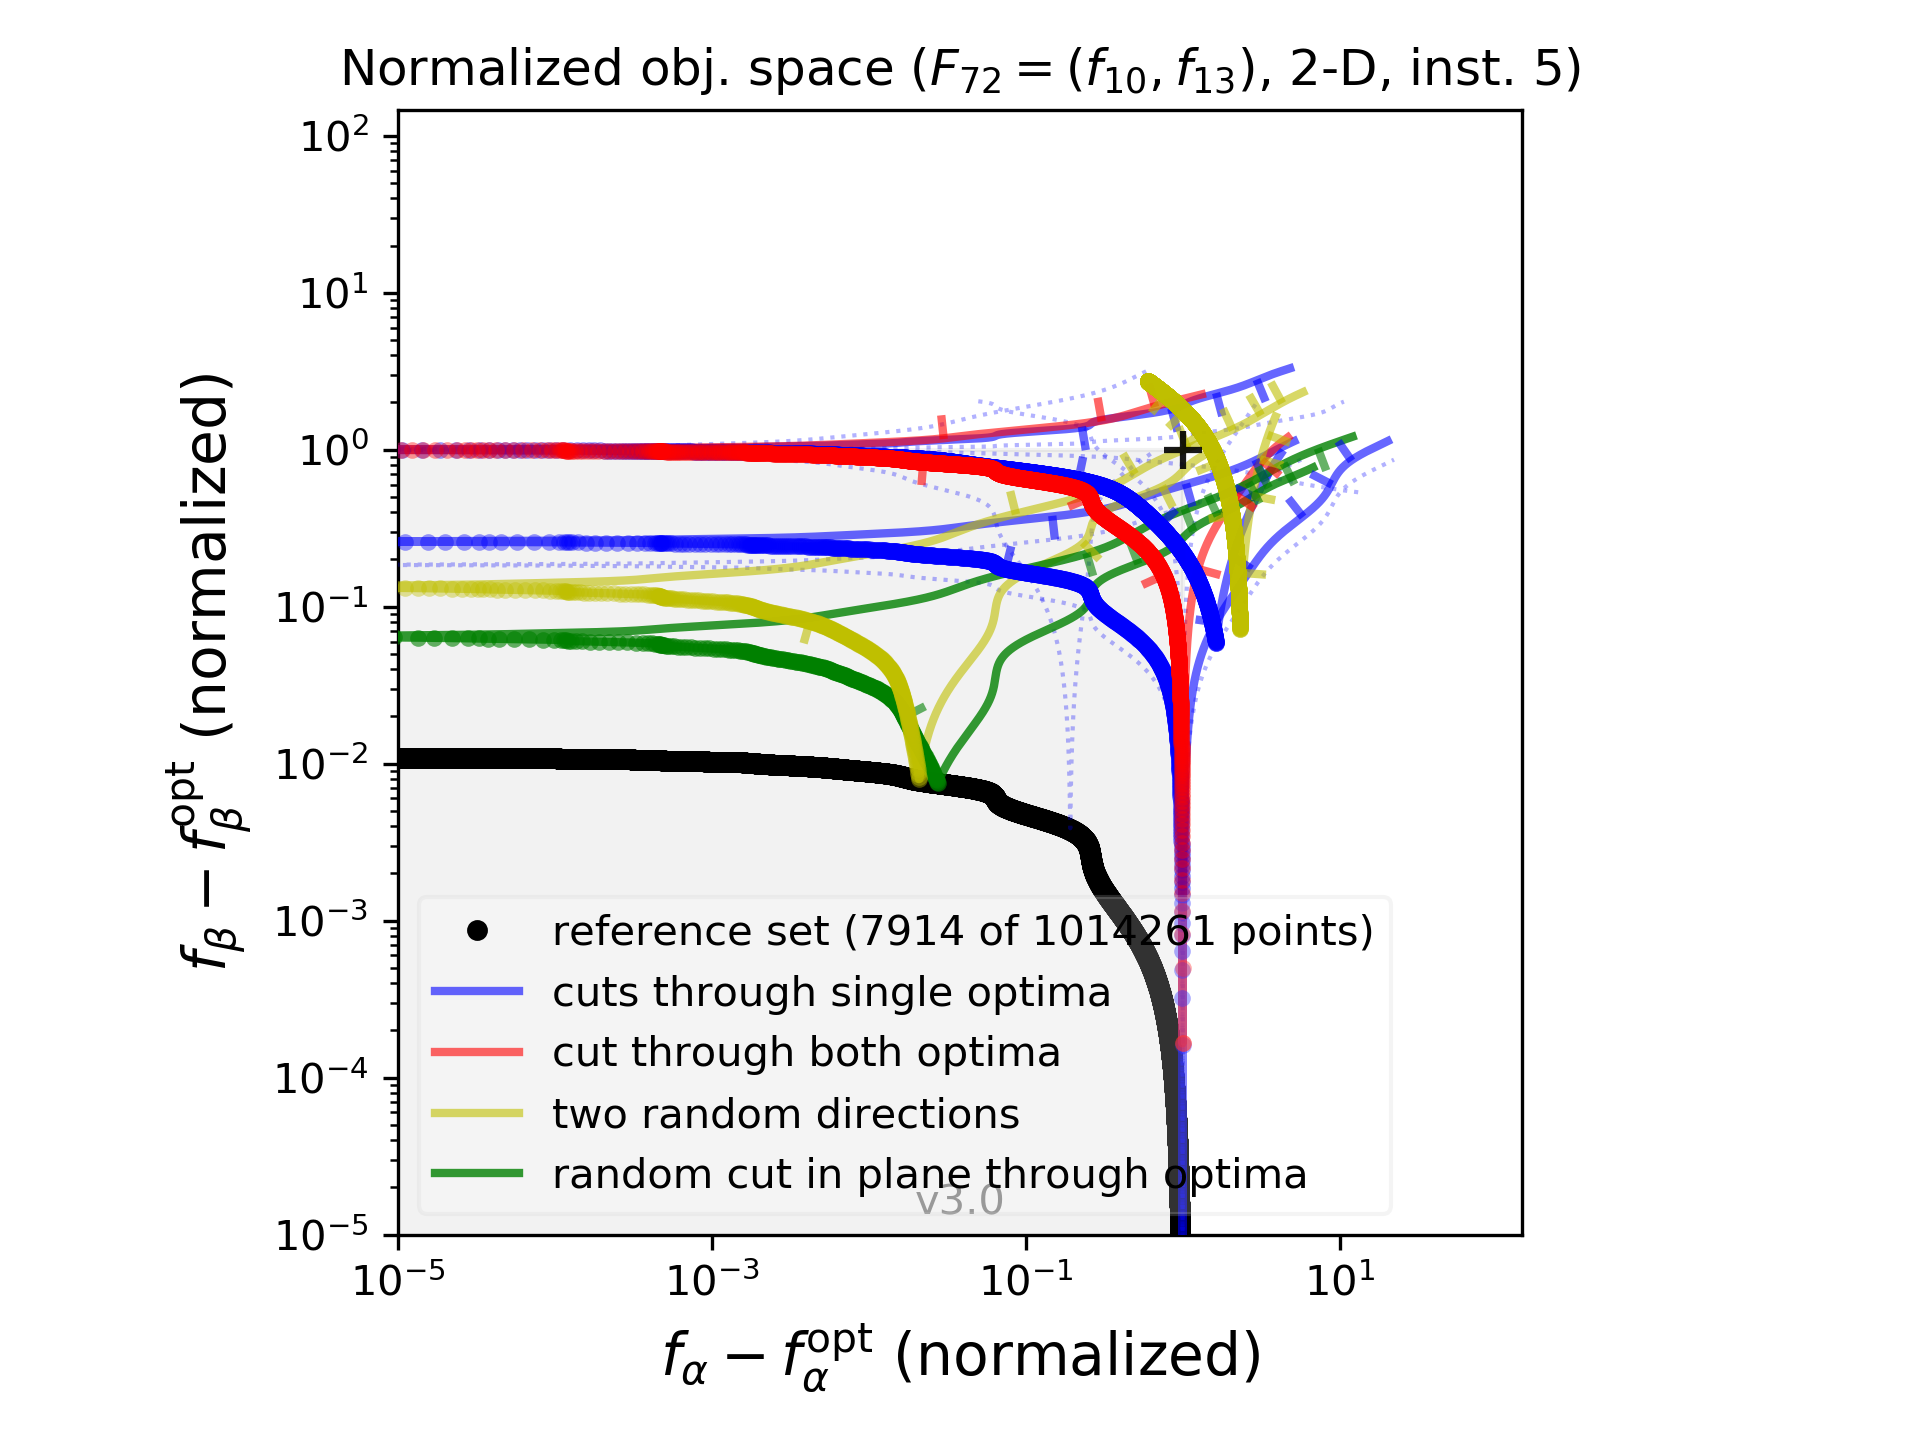 Normalized obj. space (F₇₂ = (f₁₀, f₁₃), 2-D, inst. 5)
10²
10¹
10⁰
10⁻¹
10⁻²
10⁻³
10⁻⁴
10⁻⁵
f_β − f_β^opt (normalized)
reference set (7914 of 1014261 points)
cuts through single optima
cut through both optima
two random directions
random cut in plane through optima
v3.0
10⁻⁵ 10⁻³ 10⁻¹ 10¹
f_α − f_α^opt (normalized)